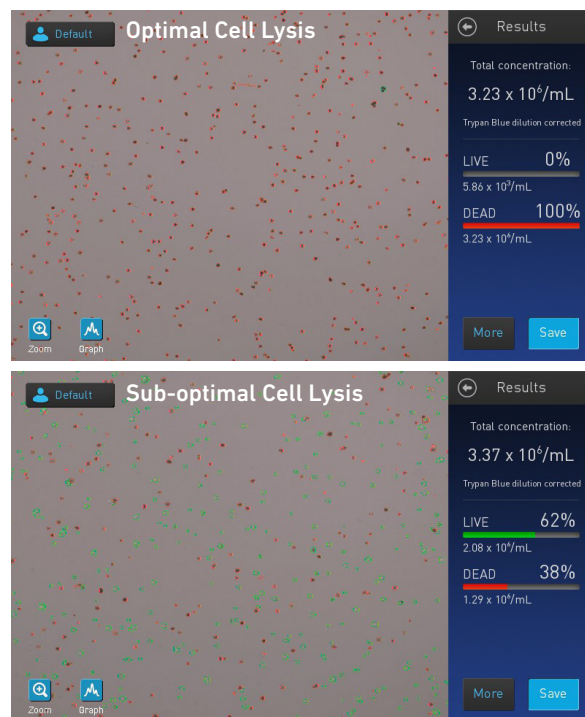 Default
Optimal Cell Lysis
Results
Total concentration:
3.23 x 10⁶/mL
Trypan Blue dilution corrected
LIVE 0%
5.86 x 10³/mL
DEAD 100%
3.23 x 10⁶/mL
Zoom
Graph
More
Save
Default
Sub-optimal Cell Lysis
Results
Total concentration:
3.37 x 10⁶/mL
Trypan Blue dilution corrected
LIVE 62%
2.08 x 10⁶/mL
DEAD 38%
1.29 x 10⁶/mL
Zoom
Graph
More
Save